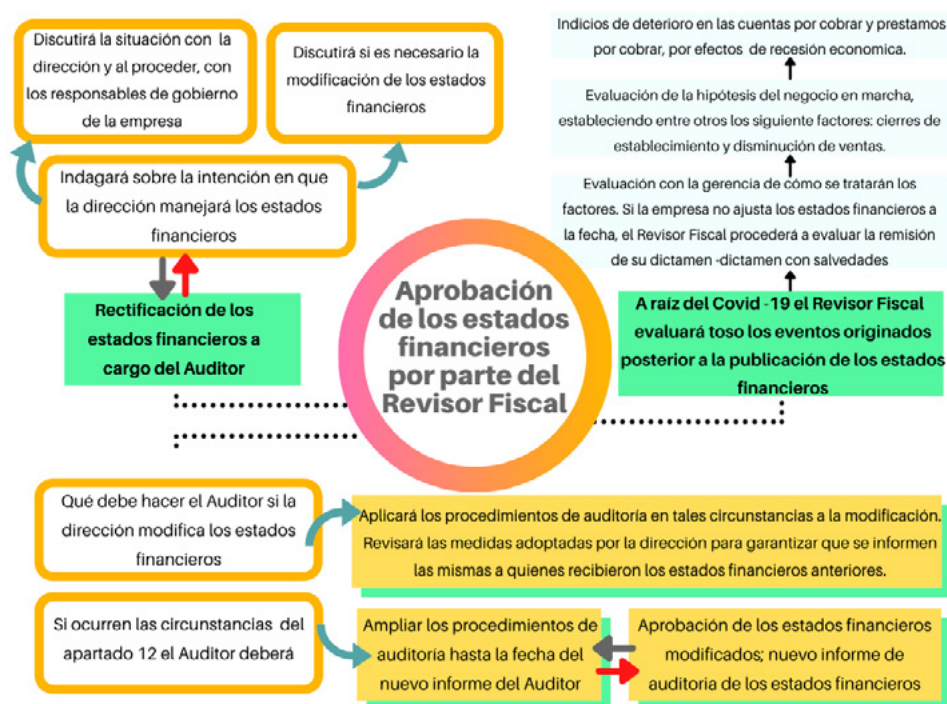 Discutirá la situación con la
dirección y al proceder, con
los responsables de gobierno
de la empresa
Discutirá si es necesario la
modificación de los estados
financieros
Indagará sobre la intención en que
la dirección manejará los estados
financieros
Rectificación de los
estados financieros a
cargo del Auditor
Indicios de deterioro en las cuentas por cobrar y prestamos
por cobrar, por efectos de recesión economica.
Evaluación de la hipótesis del negocio en marcha,
estableciendo entre otros los siguiente factores: cierres de
establecimiento y disminución de ventas.
Evaluación con la gerencia de cómo se tratarán los
factores. Si la empresa no ajusta los estados financieros a
la fecha, el Revisor Fiscal procederá a evaluar la remisión
de su dictamen -dictamen con salvedades
A raíz del Covid -19 el Revisor Fiscal
evaluará toso los eventos originados
posterior a la publicación de los estados
financieros
Aprobación
de los estados
financieros
por parte del
Revisor Fiscal
Qué debe hacer el Auditor si la
dirección modifica los estados
financieros
Aplicará los procedimientos de auditoría en tales circunstancias a la modificación.
Revisará las medidas adoptadas por la dirección para garantizar que se informen
las mismas a quienes recibieron los estados financieros anteriores.
Si ocurren las circunstancias del
apartado 12 el Auditor deberá
Ampliar los procedimientos de
auditoría hasta la fecha del
nuevo informe del Auditor
Aprobación de los estados financieros
modificados; nuevo informe de
auditoria de los estados financieros